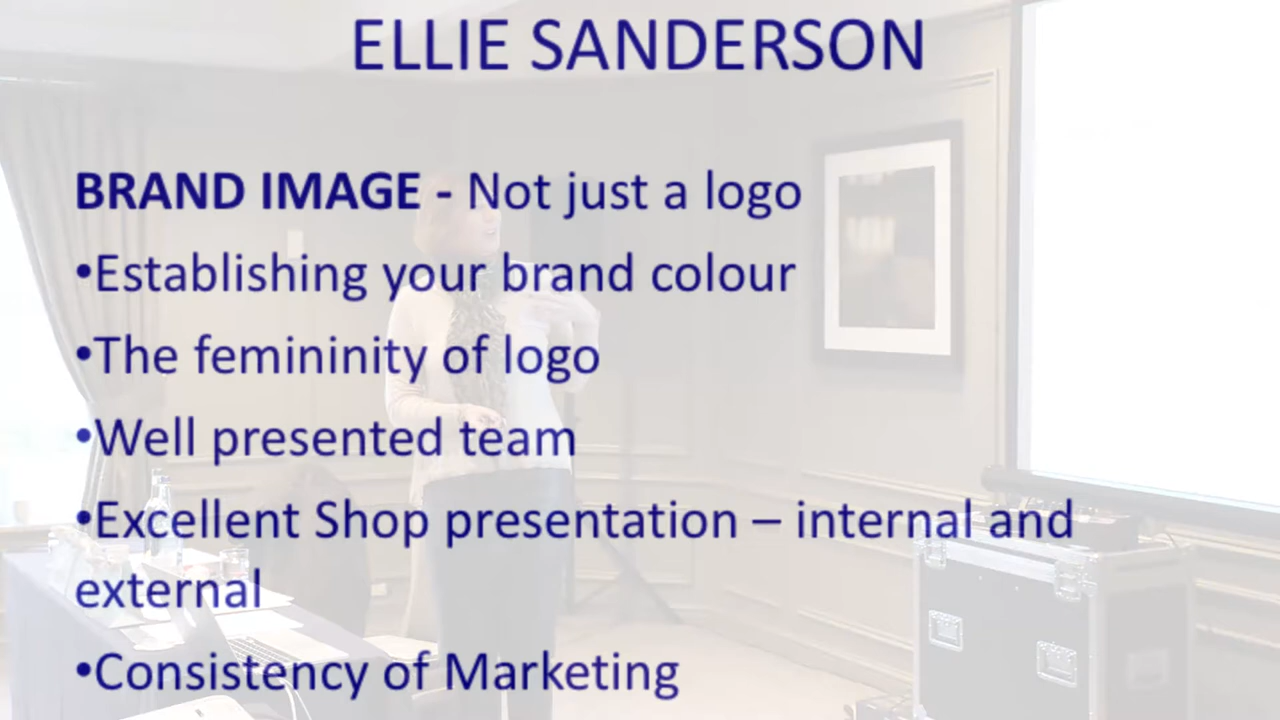 ELLIE SANDERSON
BRAND IMAGE - Not just a logo
•Establishing your brand colour
•The femininity of logo
•Well presented team
•Excellent Shop presentation – internal and
external
•Consistency of Marketing